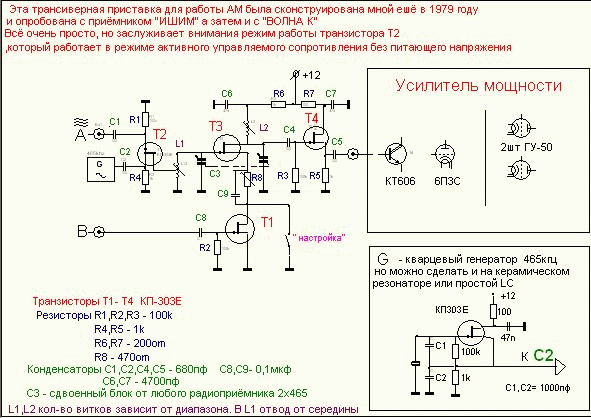 Эта трансиверная приставка для работы АМ была сконструирована мной ешё в 1979 году
и опробована с приёмником "ИШИМ" а затем и с "ВОЛНА К"
Всё очень просто, но заслуживает внимания режим работы транзистора Т2
,который работает в режиме активного управляемого сопротивления без питающего напряжения
+12
C6
R6
R7
C7
Усилитель мощности
R1
T2
T3
L2
T4
A
C1
C4
C5
2шт ГУ-50
L1
C2
G
R4
C3
R8
R3
R5
КТ606
6П3С
C9
T1
B
C8
R2
"настройка"
G - кварцевый генератор 465кгц
но можно сделать и на керамическом
резонаторе или простой LC
+12
КП303Е
100
47n
C1
100k
К C2
C2
1k
С1,С2= 1000пф
Транзисторы Т1- Т4 КП-303Е
Резисторы R1,R2,R3 - 100k
R4,R5 - 1k
R6,R7 - 200om
R8 - 470om
Конденсаторы С1,С2,С4,С5 - 680пф С8,С9- 0,1мкф
С6,С7 - 4700пф
С3 - сдвоенный блок от любого радиоприёмника 2х465
L1,L2 кол-во витков зависит от диапазона. В L1 отвод от середины